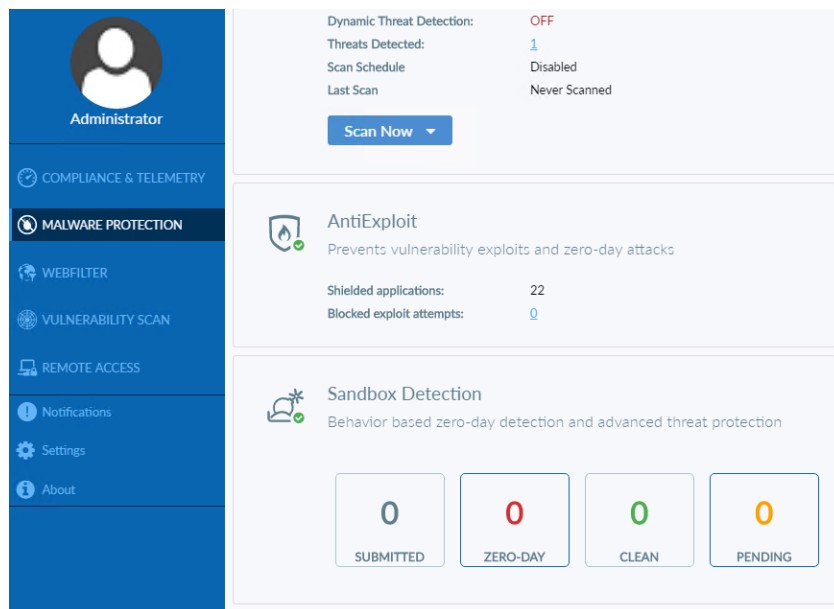 Administrator
COMPLIANCE & TELEMETRY
MALWARE PROTECTION
WEBFILTER
VULNERABILITY SCAN
REMOTE ACCESS
Notifications
Settings
About
Dynamic Threat Detection: OFF
Threats Detected: 1
Scan Schedule Disabled
Last Scan Never Scanned
Scan Now
AntiExploit
Prevents vulnerability exploits and zero-day attacks
Shielded applications: 22
Blocked exploit attempts: 0
Sandbox Detection
Behavior based zero-day detection and advanced threat protection
0 0 0 0
SUBMITTED ZERO-DAY CLEAN PENDING